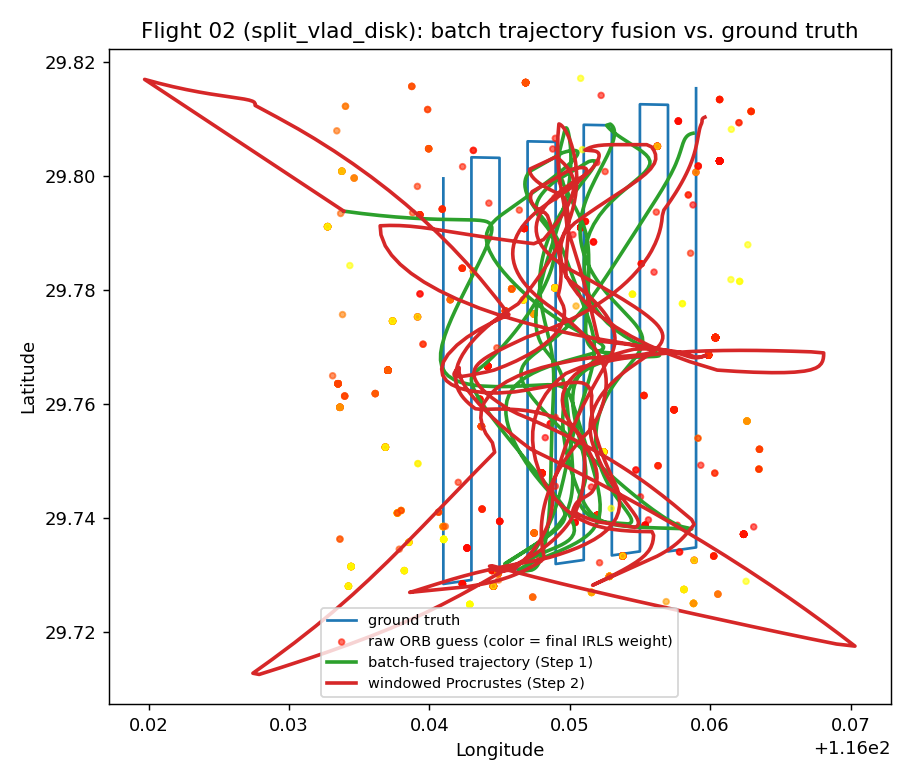 Flight 02 (split_vlad_disk): batch trajectory fusion vs. ground truth
29.82
29.80
29.78
29.76
29.74
29.72
Latitude
ground truth
raw ORB guess (color = final IRLS weight)
batch-fused trajectory (Step 1)
windowed Procrustes (Step 2)
0.02 0.03 0.04 0.05 0.06 0.07
Longitude
+1.16e2